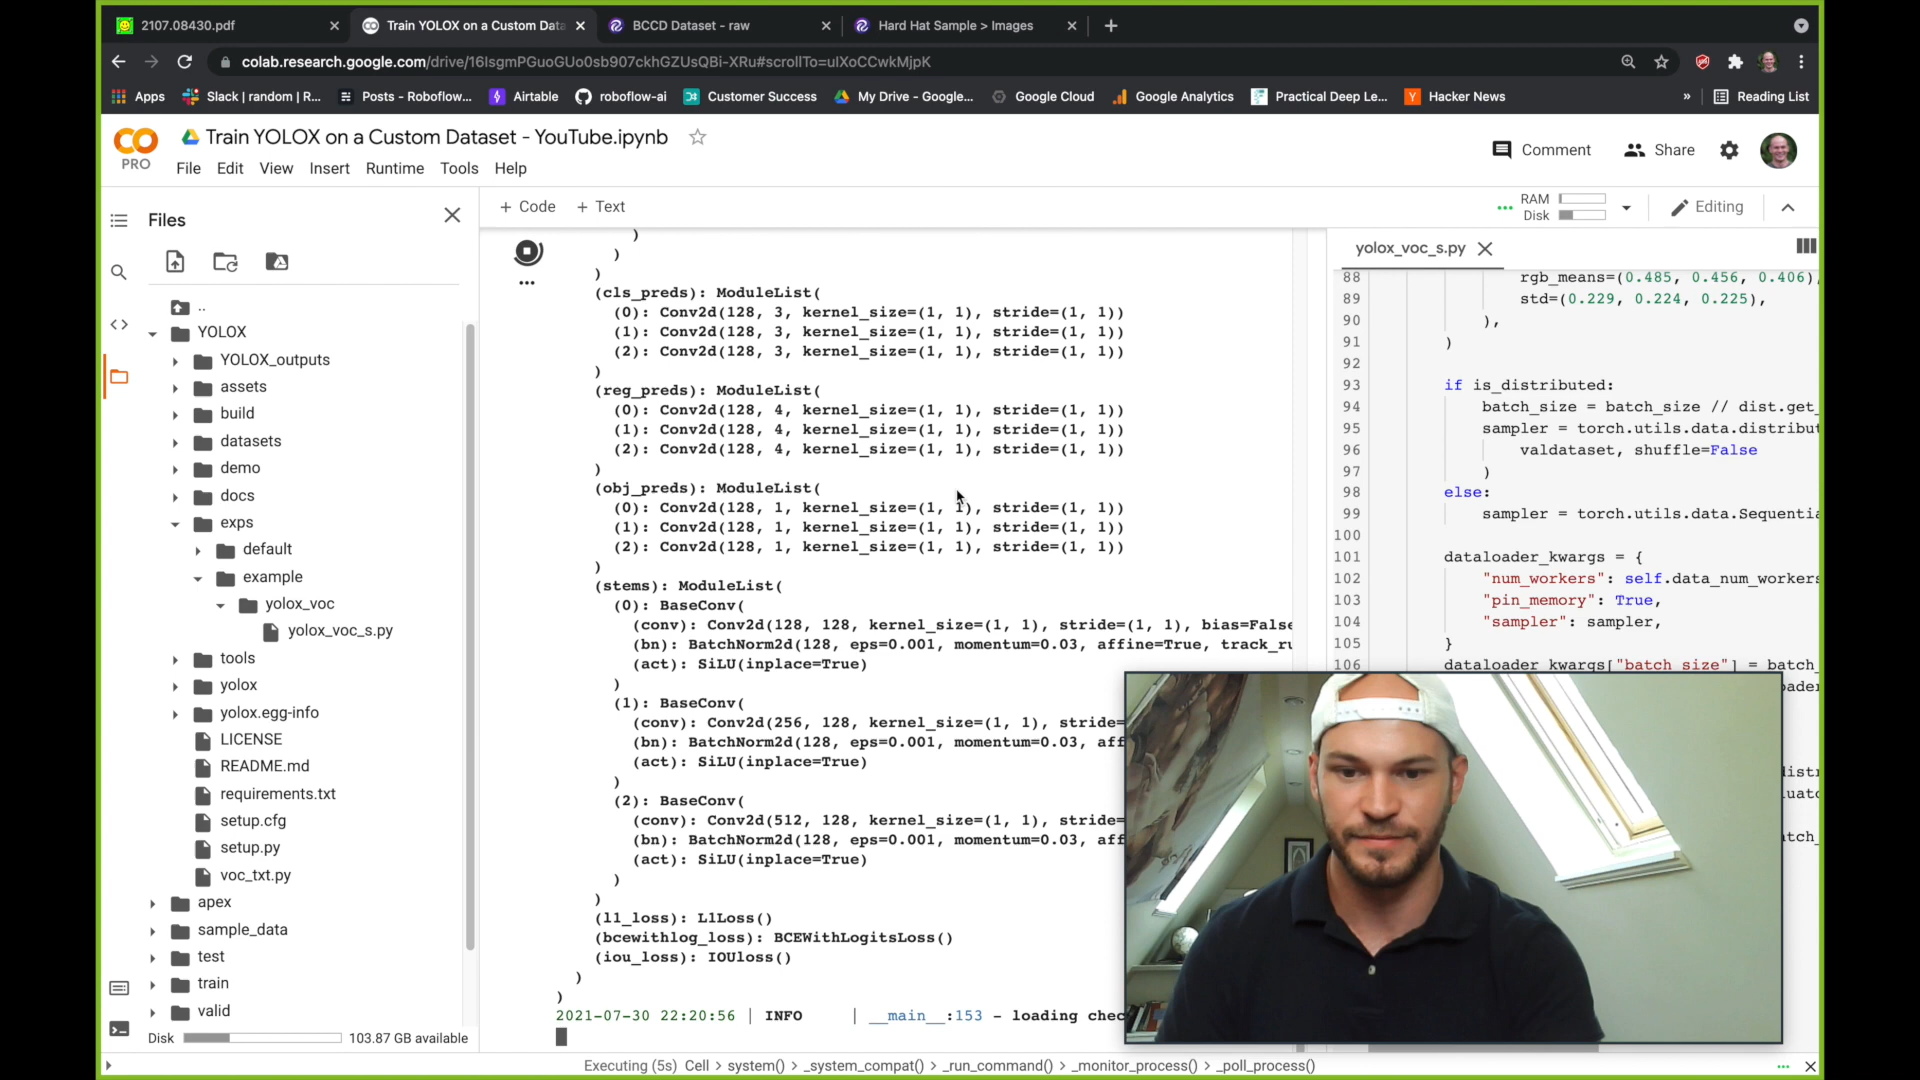 2107.08430.pdf
Train YOLOX on a Custom Data
BCCD Dataset - raw
Hard Hat Sample > Images
colab.research.google.com/drive/16IsgmPGuoGUo0sb907ckhGZUsQBi-XRu#scrollTo=uIXoCCwkMjpK
Apps
Slack | random | R...
Posts - Roboflow...
Airtable
roboflow-ai
Customer Success
My Drive - Google...
Google Cloud
Google Analytics
Practical Deep Le...
Hacker News
»
Reading List
CO
PRO
Train YOLOX on a Custom Dataset - YouTube.ipynb
File Edit View Insert Runtime Tools Help
Comment
Share
Files
+ Code + Text
RAM
Disk
Editing
..
YOLOX
YOLOX_outputs
assets
build
datasets
demo
docs
exps
default
example
yolox_voc
yolox_voc_s.py
tools
yolox
yolox.egg-info
LICENSE
README.md
requirements.txt
setup.cfg
setup.py
voc_txt.py
apex
sample_data
test
train
valid
Disk 103.87 GB available
)
)
)
(cls_preds): ModuleList(
(0): Conv2d(128, 3, kernel_size=(1, 1), stride=(1, 1))
(1): Conv2d(128, 3, kernel_size=(1, 1), stride=(1, 1))
(2): Conv2d(128, 3, kernel_size=(1, 1), stride=(1, 1))
)
(reg_preds): ModuleList(
(0): Conv2d(128, 4, kernel_size=(1, 1), stride=(1, 1))
(1): Conv2d(128, 4, kernel_size=(1, 1), stride=(1, 1))
(2): Conv2d(128, 4, kernel_size=(1, 1), stride=(1, 1))
)
(obj_preds): ModuleList(
(0): Conv2d(128, 1, kernel_size=(1, 1), stride=(1, 1))
(1): Conv2d(128, 1, kernel_size=(1, 1), stride=(1, 1))
(2): Conv2d(128, 1, kernel_size=(1, 1), stride=(1, 1))
)
(stems): ModuleList(
(0): BaseConv(
(conv): Conv2d(128, 128, kernel_size=(1, 1), stride=(1, 1), bias=False
(bn): BatchNorm2d(128, eps=0.001, momentum=0.03, affine=True, track_ru
(act): SiLU(inplace=True)
)
(1): BaseConv(
(conv): Conv2d(256, 128, kernel_size=(1, 1), stride=
(bn): BatchNorm2d(128, eps=0.001, momentum=0.03, aff
(act): SiLU(inplace=True)
)
(2): BaseConv(
(conv): Conv2d(512, 128, kernel_size=(1, 1), stride=
(bn): BatchNorm2d(128, eps=0.001, momentum=0.03, aff
(act): SiLU(inplace=True)
)
)
(l1_loss): L1Loss()
(bcewithlog_loss): BCEWithLogitsLoss()
(iou_loss): IOUloss()
)
)
2021-07-30 22:20:56 | INFO | __main__:153 - loading chec
yolox_voc_s.py
88 rgb_means=(0.485, 0.456, 0.406),
89 std=(0.229, 0.224, 0.225),
90 ),
91 )
92
93 if is_distributed:
94 batch_size = batch_size // dist.get_
95 sampler = torch.utils.data.distribut
96 valdataset, shuffle=False
97 )
98 else:
99 sampler = torch.utils.data.Sequentia
100
101 dataloader_kwargs = {
102 "num_workers": self.data_num_workers
103 "pin_memory": True,
104 "sampler": sampler,
105 }
106 dataloader_kwargs["batch_size"] = batch_
ader
istr
uato
tch_
Executing (5s) Cell > system() > _system_compat() > _run_command() > _monitor_process() > _poll_process()